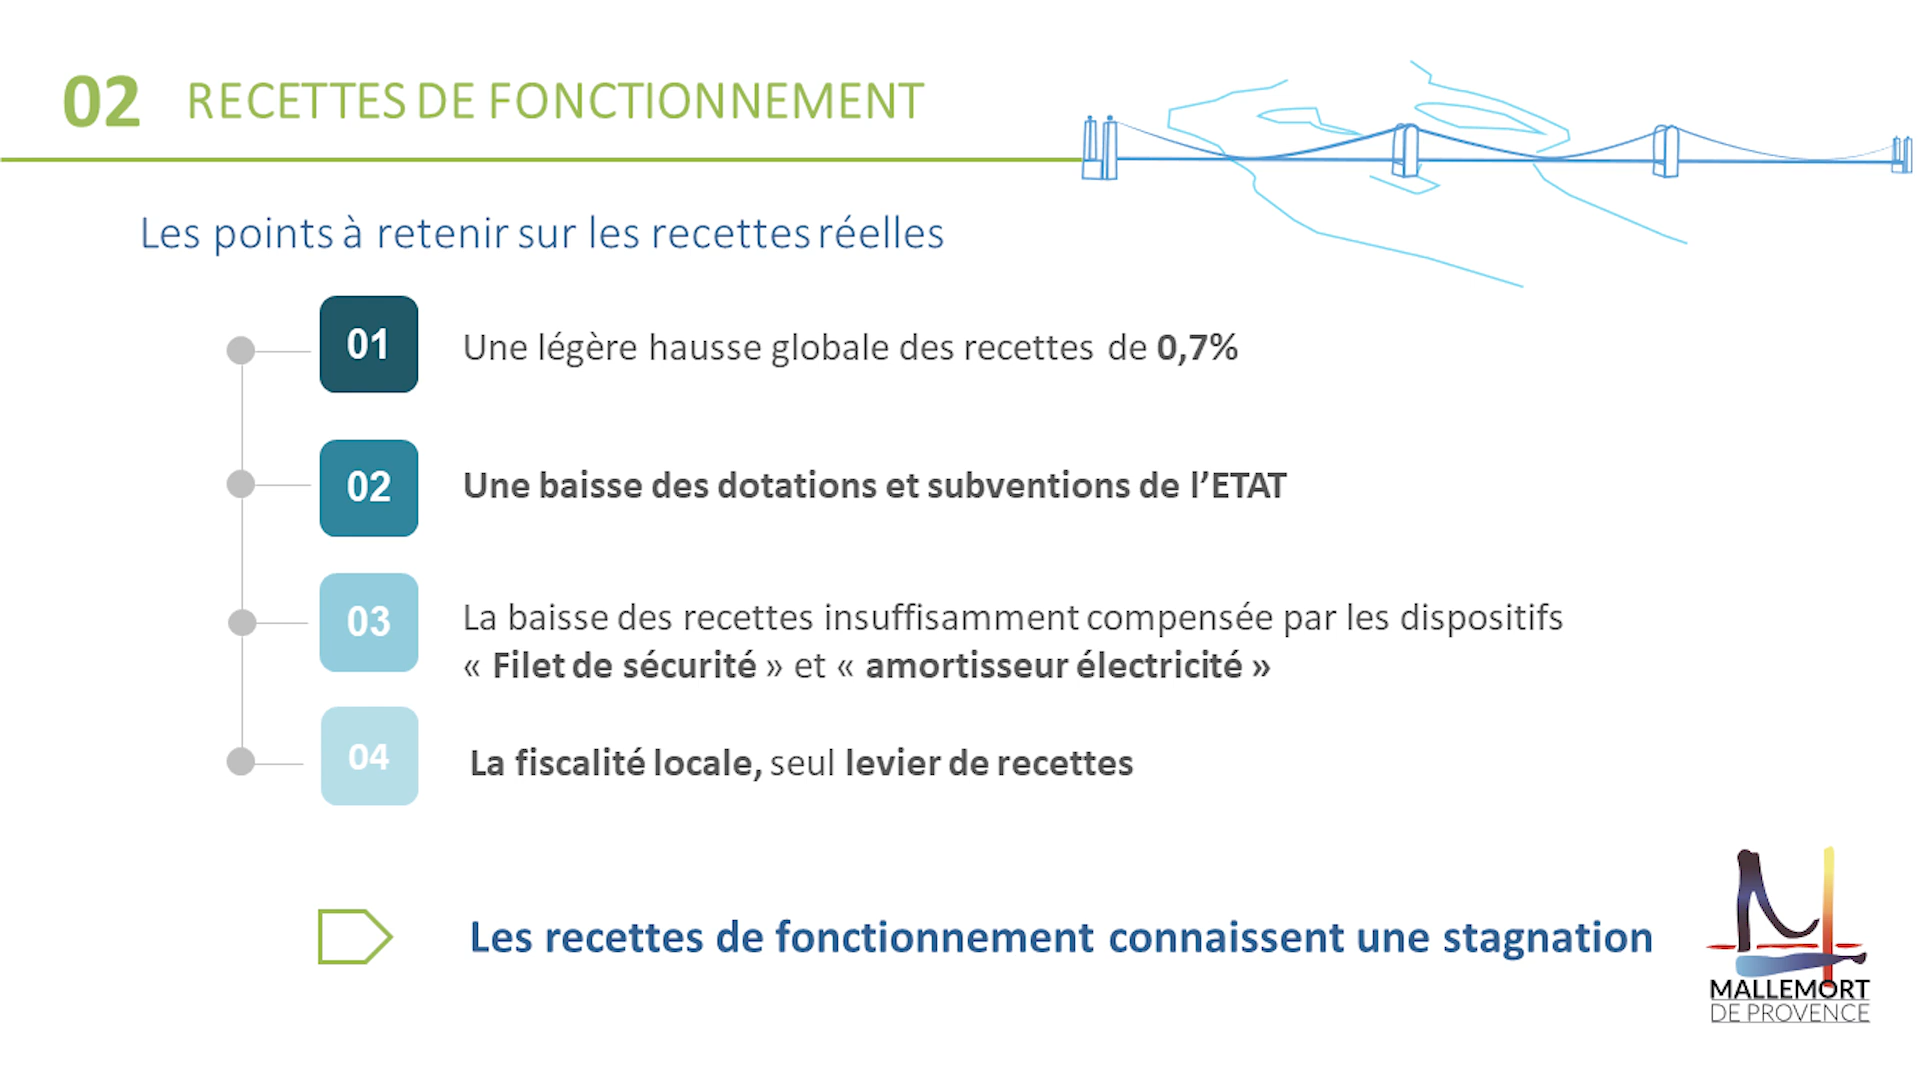 02 RECETTES DE FONCTIONNEMENT
Les points à retenir sur les recettes réelles
01 Une légère hausse globale des recettes de 0,7%
02 Une baisse des dotations et subventions de l’ETAT
03 La baisse des recettes insuffisamment compensée par les dispositifs
« Filet de sécurité » et « amortisseur électricité »
04 La fiscalité locale, seul levier de recettes
Les recettes de fonctionnement connaissent une stagnation
MALLEMORT
DE PROVENCE